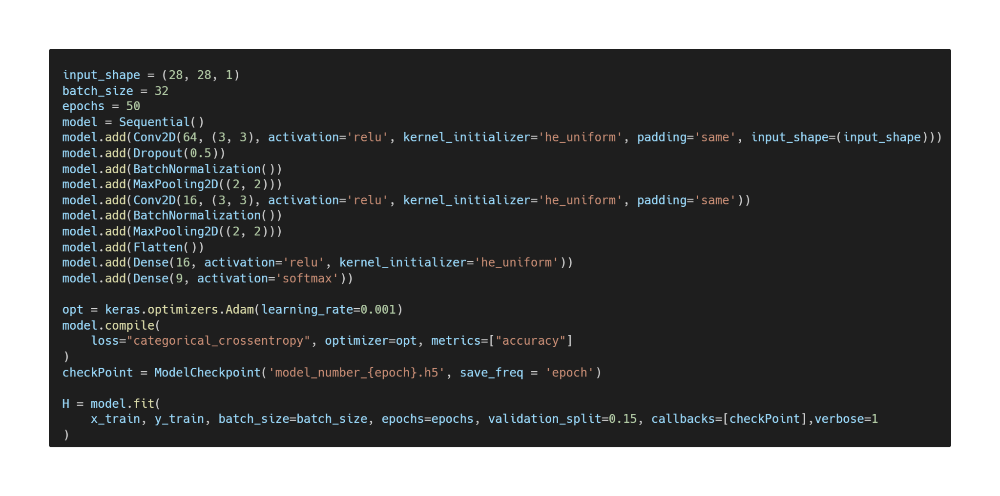 input_shape = (28, 28, 1)
batch_size = 32
epochs = 50
model = Sequential()
model.add(Conv2D(64, (3, 3), activation='relu', kernel_initializer='he_uniform', padding='same', input_shape=(input_shape)))
model.add(Dropout(0.5))
model.add(BatchNormalization())
model.add(MaxPooling2D((2, 2)))
model.add(Conv2D(16, (3, 3), activation='relu', kernel_initializer='he_uniform', padding='same'))
model.add(BatchNormalization())
model.add(MaxPooling2D((2, 2)))
model.add(Flatten())
model.add(Dense(16, activation='relu', kernel_initializer='he_uniform'))
model.add(Dense(9, activation='softmax'))

opt = keras.optimizers.Adam(learning_rate=0.001)
model.compile(
    loss="categorical_crossentropy", optimizer=opt, metrics=["accuracy"]
)
checkPoint = ModelCheckpoint('model_number_{epoch}.h5', save_freq = 'epoch')

H = model.fit(
    x_train, y_train, batch_size=batch_size, epochs=epochs, validation_split=0.15, callbacks=[checkPoint],verbose=1
)